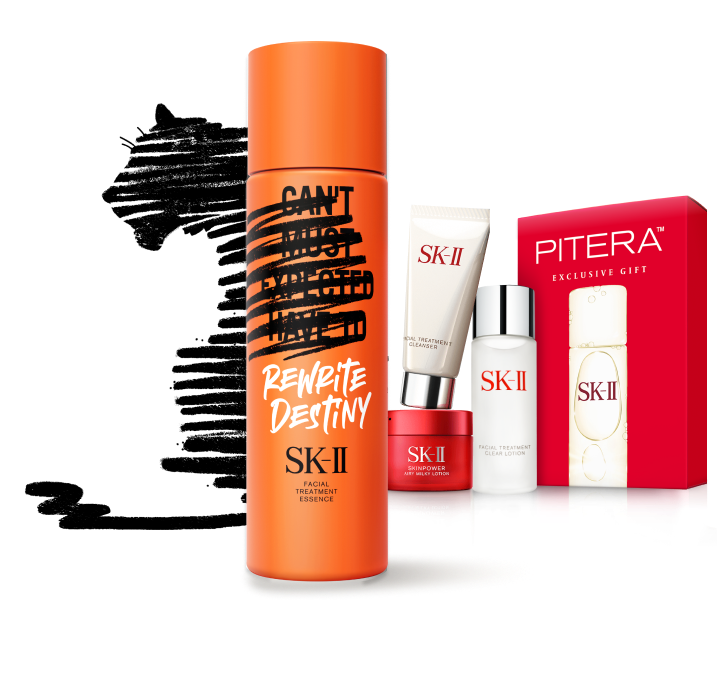 CAN'T
MUST
EXPECTED
HAVE TO
REWRITE
DESTINY
SK-II
FACIAL
TREATMENT
ESSENCE
SK-II
FACIAL TREATMENT
CLEANSER
SK-II
SKINPOWER
AIRY MILKY LOTION
SK-II
FACIAL TREATMENT
CLEAR LOTION
PITERA™
EXCLUSIVE GIFT
SK-II